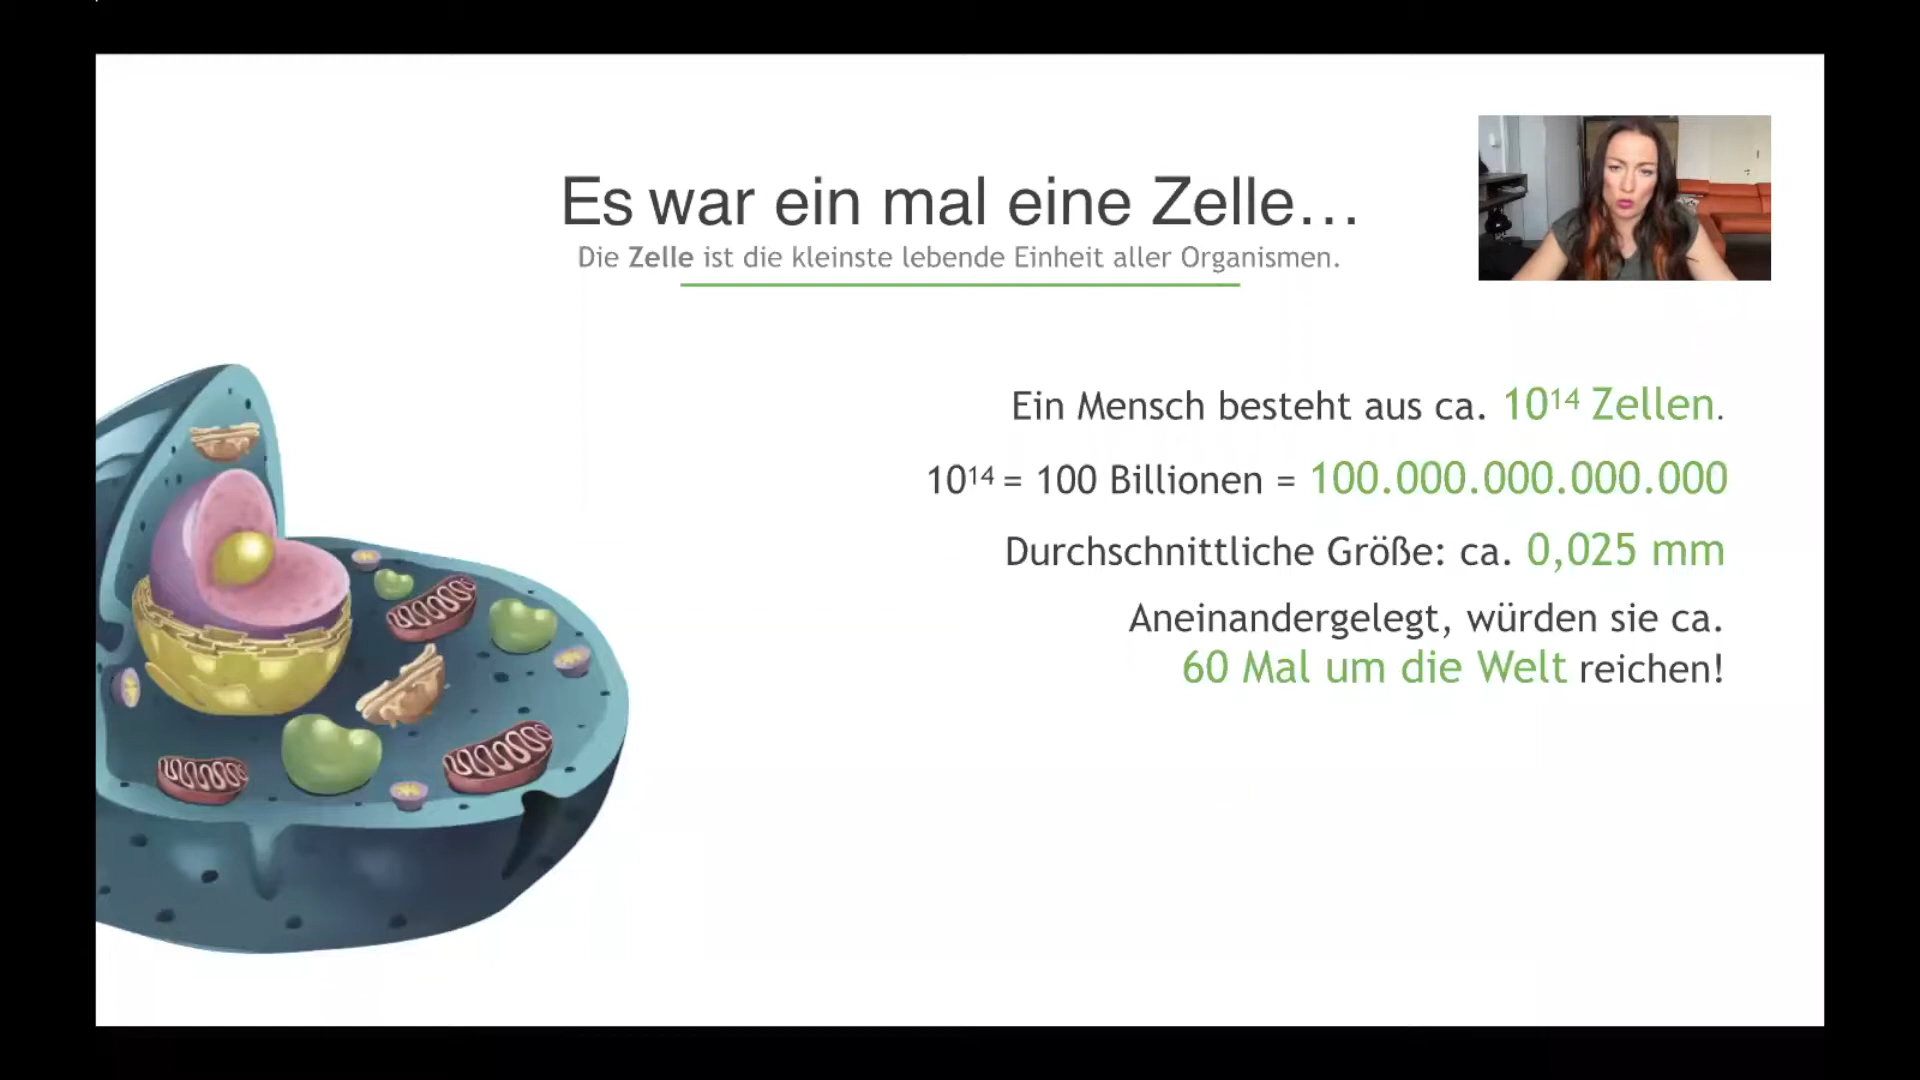 Es war ein mal eine Zelle…
Die Zelle ist die kleinste lebende Einheit aller Organismen.
Ein Mensch besteht aus ca. 10¹⁴ Zellen.
10¹⁴ = 100 Billionen = 100.000.000.000.000
Durchschnittliche Größe: ca. 0,025 mm
Aneinandergelegt, würden sie ca.
60 Mal um die Welt reichen!